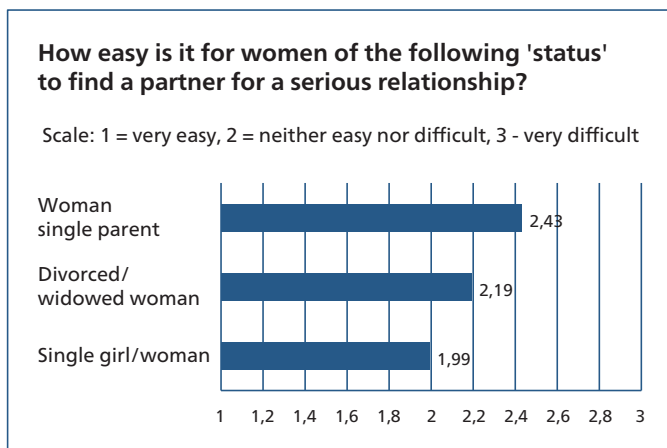 How easy is it for women of the following 'status'
to find a partner for a serious relationship?
Scale: 1 = very easy, 2 = neither easy nor difficult, 3 - very difficult
Woman
single parent
2,43
Divorced/
widowed woman
2,19
Single girl/woman
1,99
1 1,2 1,4 1,6 1,8 2 2,2 2,4 2,6 2,8 3